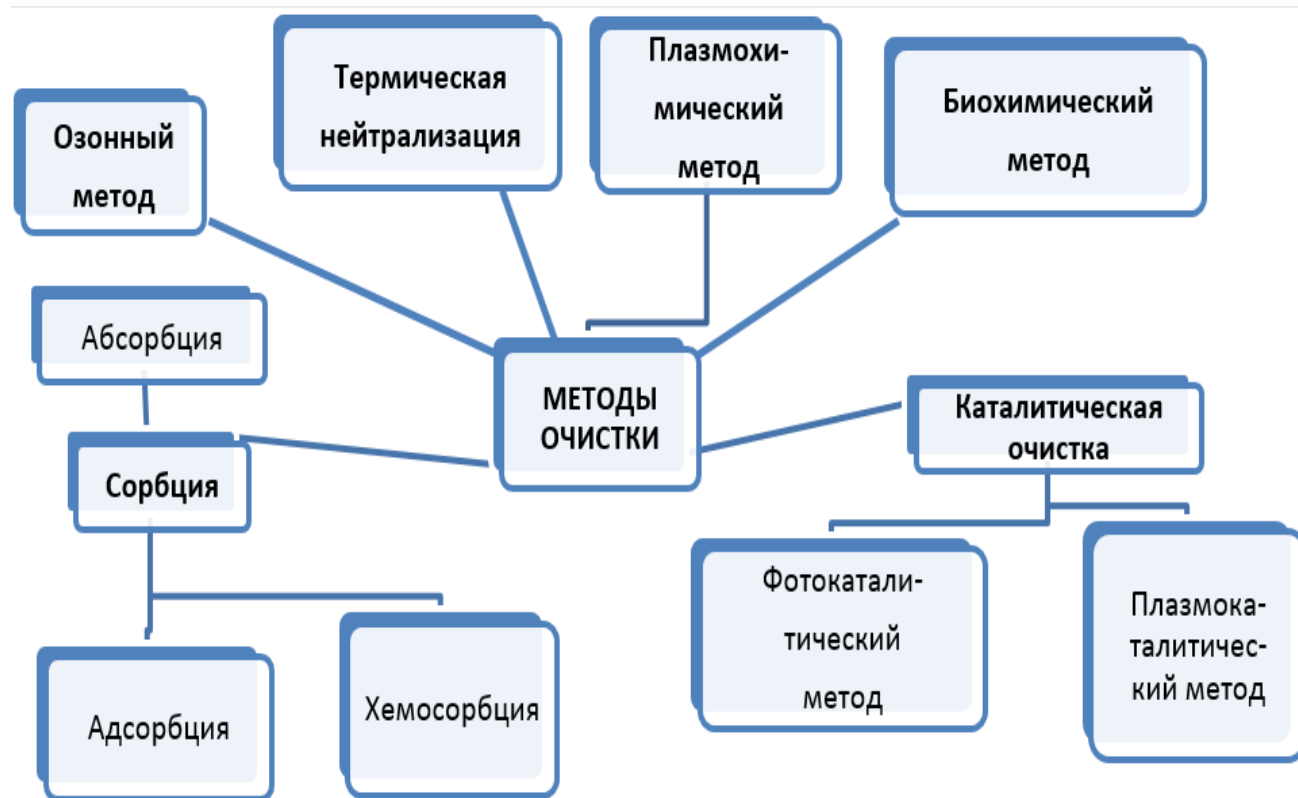 Озонный
метод
Термическая
нейтрализация
Плазмохи-
мический
метод
Биохимический
метод
Абсорбция
МЕТОДЫ
ОЧИСТКИ
Каталитическая
очистка
Сорбция
Фотокатали-
тический
метод
Плазмока-
талитичес-
кий метод
Адсорбция
Хемосорбция